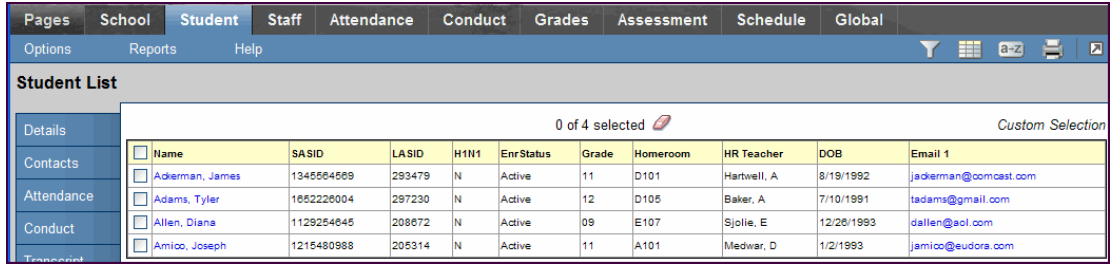 Pages School Student Staff Attendance Conduct Grades Assessment Schedule Global
Options Reports Help a-z
Student List
0 of 4 selected Custom Selection
Details
Contacts
Attendance
Conduct
Transcript
Name SASID LASID H1N1 EnrStatus Grade Homeroom HR Teacher DOB Email 1
Ackerman, James 1345564569 293479 N Active 11 D101 Hartwell, A 8/19/1992 jackerman@comcast.com
Adams, Tyler 1652226004 297230 N Active 12 D105 Baker, A 7/10/1991 tadams@gmail.com
Allen, Diana 1129254645 208672 N Active 09 E107 Sjolie, E 12/26/1993 dallen@aol.com
Amico, Joseph 1215480988 205314 N Active 11 A101 Medwar, D 1/2/1993 jamico@eudora.com